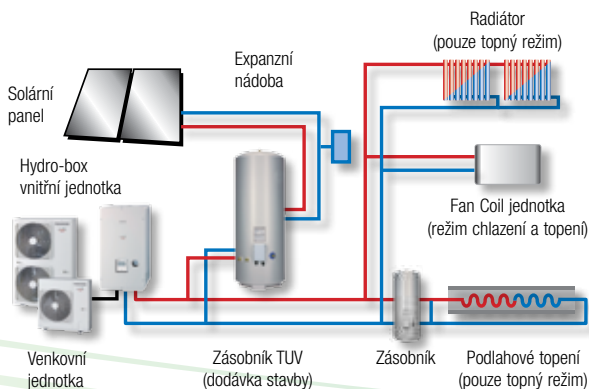 Radiátor
(pouze topný režim)
Expanzní
nádoba
Solární
panel
Hydro-box
vnitřní jednotka
Fan Coil jednotka
(režim chlazení a topení)
Venkovní
jednotka
Zásobník TUV
(dodávka stavby)
Zásobník
Podlahové topení
(pouze topný režim)